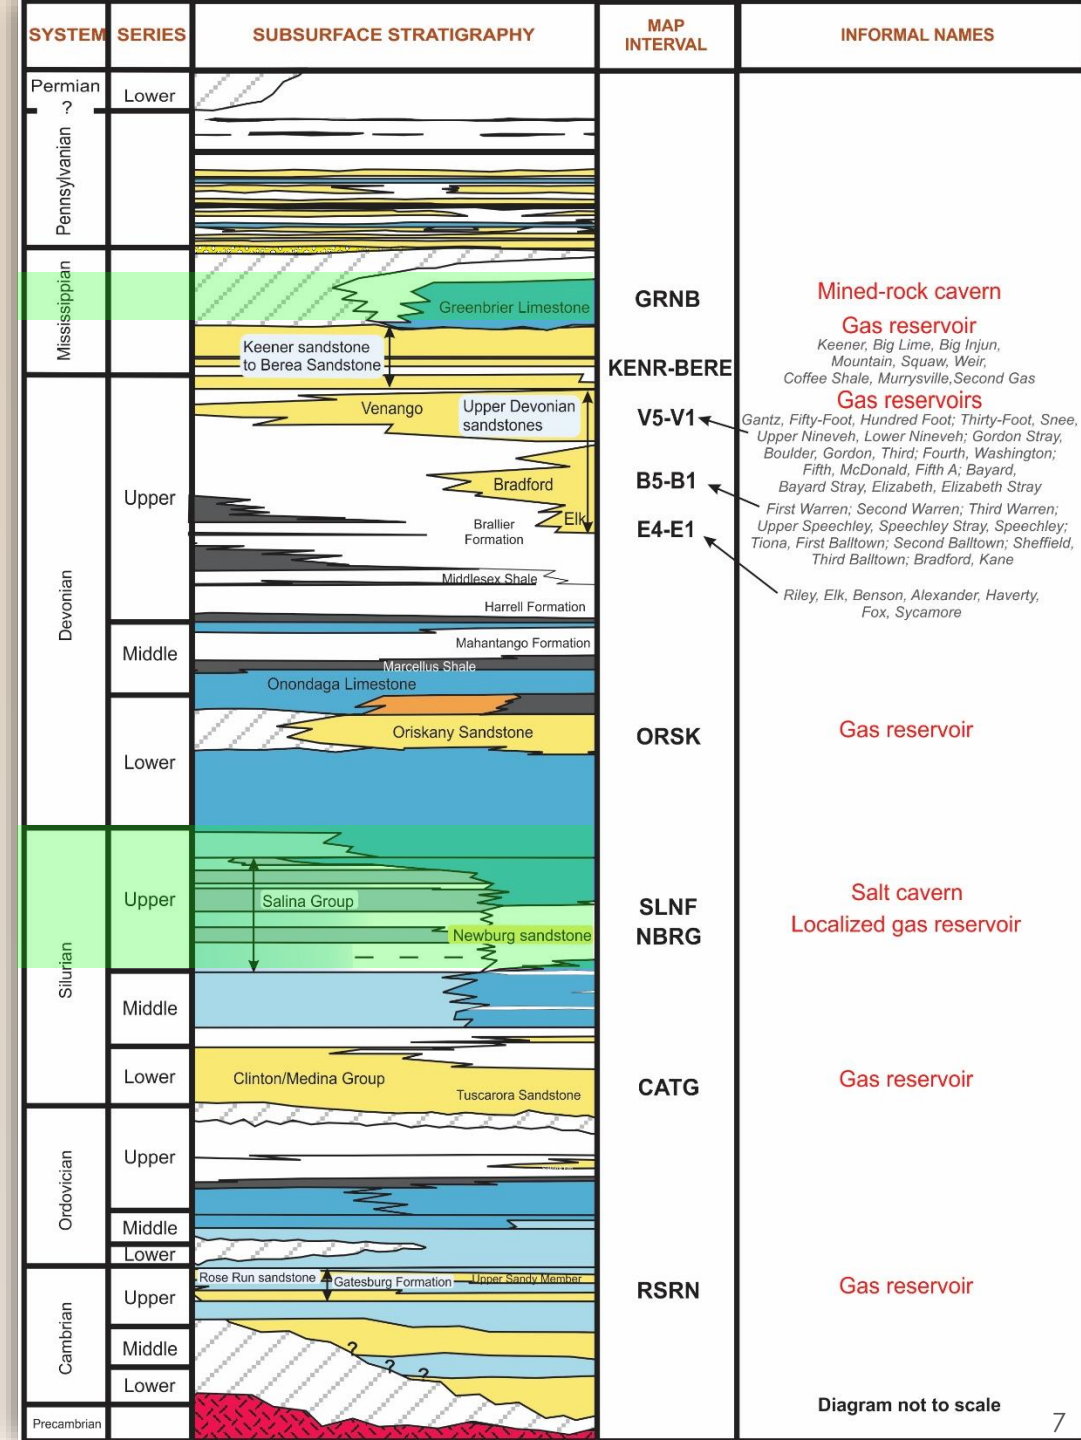 SYSTEM
SERIES
SUBSURFACE STRATIGRAPHY
MAP
INTERVAL
INFORMAL NAMES
Permian
?
Lower
Pennsylvanian
Mississippian
Greenbrier Limestone
GRNB
Mined-rock cavern
Keener sandstone
to Berea Sandstone
KENR-BERE
Gas reservoir
Keener, Big Lime, Big Injun,
Mountain, Squaw, Weir,
Coffee Shale, Murrysville,Second Gas
Devonian
Upper
Venango
Upper Devonian
sandstones
V5-V1
Gas reservoirs
Gantz, Fifty-Foot, Hundred Foot; Thirty-Foot, Snee,
Upper Nineveh, Lower Nineveh; Gordon Stray,
Boulder, Gordon, Third; Fourth, Washington;
Fifth, McDonald, Fifth A; Bayard,
Bayard Stray, Elizabeth, Elizabeth Stray
Bradford
B5-B1
First Warren; Second Warren; Third Warren;
Upper Speechley, Speechley Stray, Speechley;
Tiona, First Balltown; Second Balltown; Sheffield,
Third Balltown; Bradford, Kane
Elk
E4-E1
Riley, Elk, Benson, Alexander, Haverty,
Fox, Sycamore
Brallier
Formation
Middlesex Shale
Harrell Formation
Middle
Mahantango Formation
Marcellus Shale
Onondaga Limestone
Lower
Oriskany Sandstone
ORSK
Gas reservoir
Silurian
Upper
Salina Group
SLNF
Salt cavern
Newburg sandstone
NBRG
Localized gas reservoir
Middle
Lower
Clinton/Medina Group
Tuscarora Sandstone
CATG
Gas reservoir
Ordovician
Upper
Middle
Lower
Cambrian
Upper
Rose Run sandstone
Gatesburg Formation
Upper Sandy Member
RSRN
Gas reservoir
Middle
?
?
?
Lower
Precambrian
Diagram not to scale
7